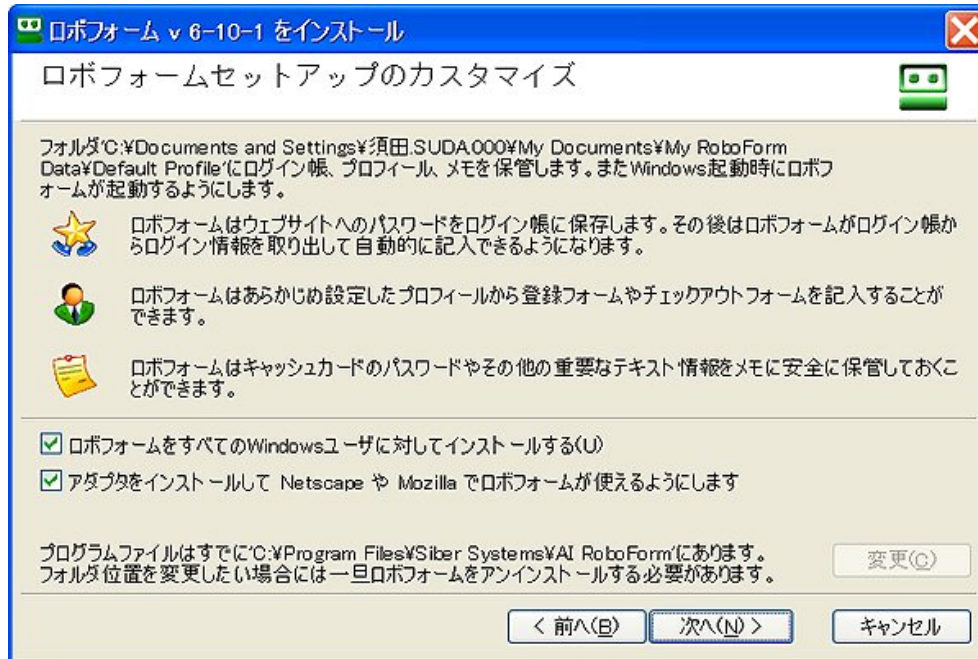 ロボフォーム v 6-10-1 をインストール
ロボフォームセットアップのカスタマイズ
フォルダ'C:¥Documents and Settings¥須田.SUDA.000¥My Documents¥My RoboForm
Data¥Default Profile'にログイン帳、プロフィール、メモを保管します。またWindows起動時にロボフ
ォームが起動するようにします。
ロボフォームはウェブサイトへのパスワードをログイン帳に保存します。その後はロボフォームがログイン帳か
らログイン情報を取り出して自動的に記入できるようになります。
ロボフォームはあらかじめ設定したプロフィールから登録フォームやチェックアウトフォームを記入することが
できます。
ロボフォームはキャッシュカードのパスワードやその他の重要なテキスト情報をメモに安全に保管しておくこ
とができます。
ロボフォームをすべてのWindowsユーザに対してインストールする(U)
アダプタをインストールして Netscape や Mozilla でロボフォームが使えるようにします
プログラムファイルはすでに'C:¥Program Files¥Siber Systems¥AI RoboForm'にあります。
フォルダ位置を変更したい場合には一旦ロボフォームをアンインストールする必要があります。
変更(C)
< 前へ(B)
次へ(N) >
キャンセル